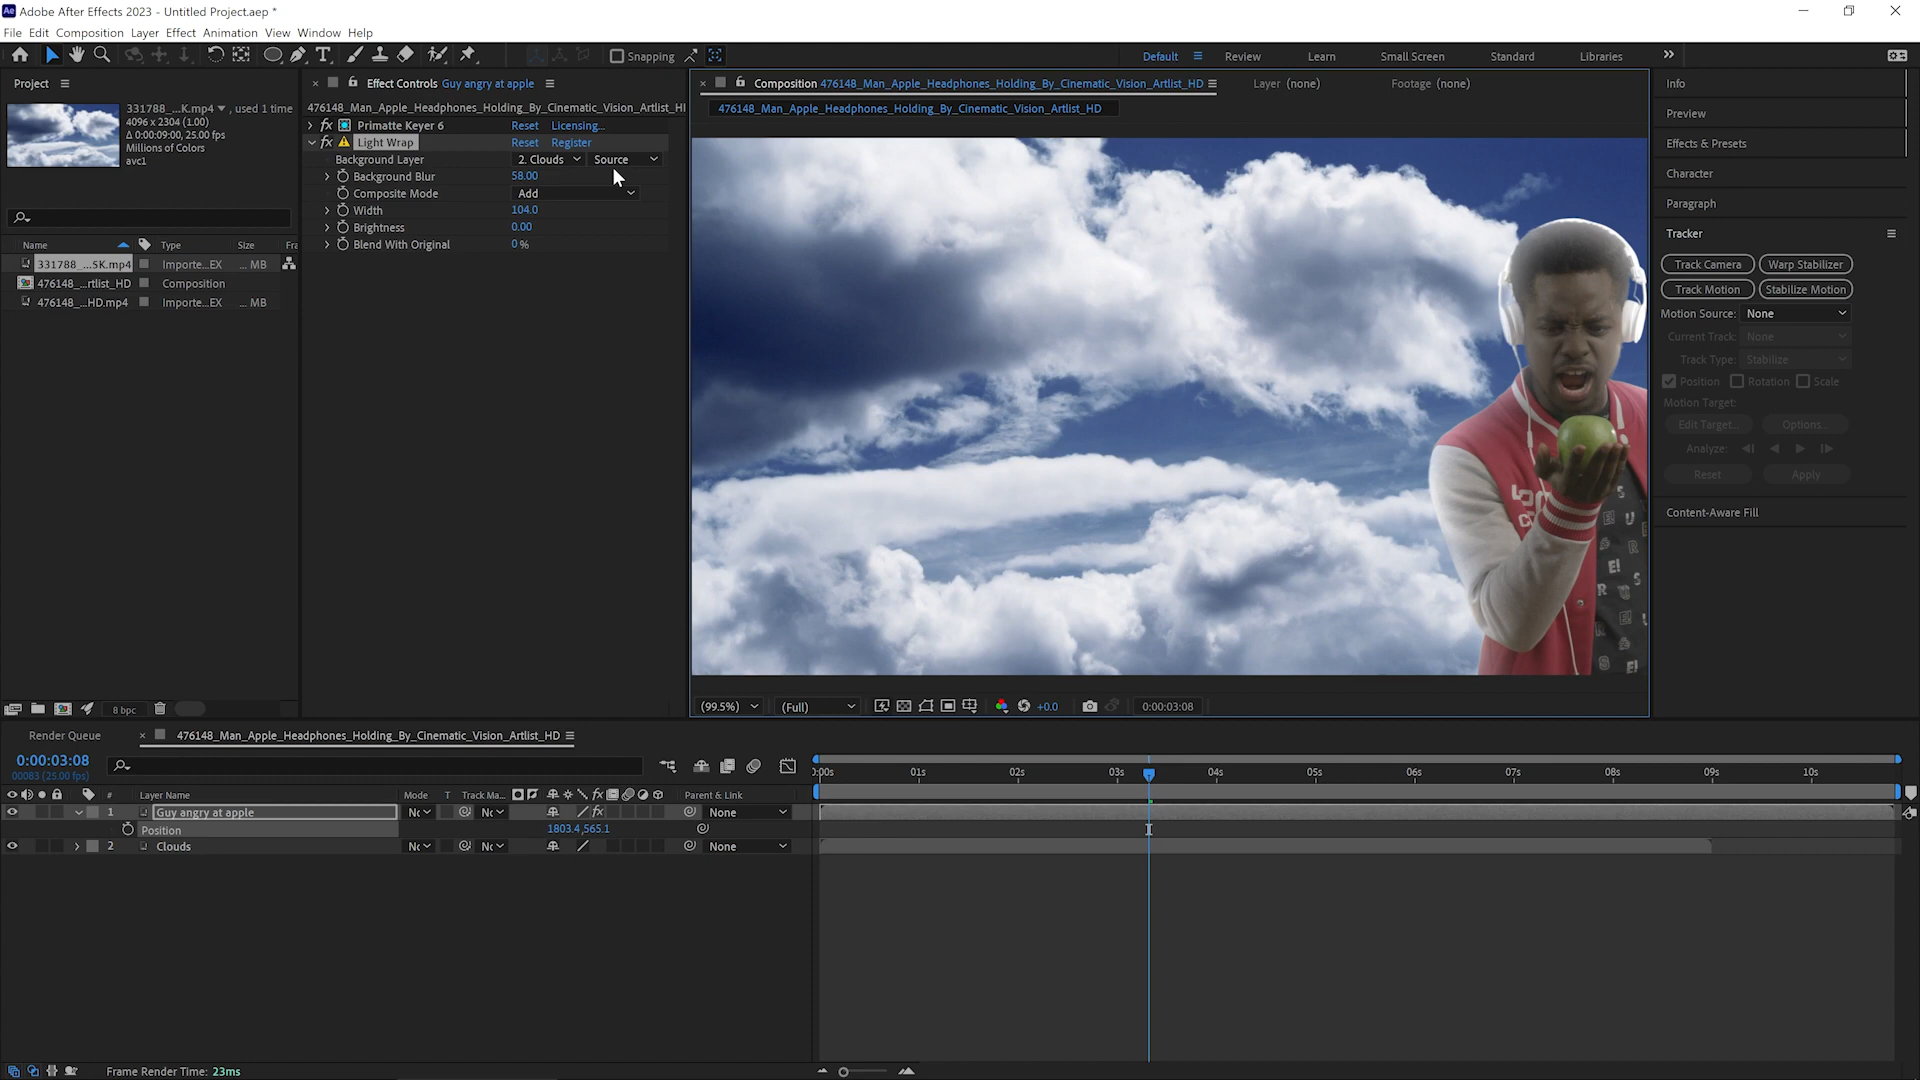 Adobe After Effects 2023 - Untitled Project.aep *
File Edit Composition Layer Effect Animation View Window Help
Snapping
Default
Review
Learn
Small Screen
Standard
Libraries
Project
331788_...K.mp4 , used 1 time
4096 x 2304 (1.00)
Δ 0:00:09:00, 25.00 fps
Millions of Colors
avc1
Name
Type
Size
Fra
331788_...5K.mp4
Importe...EX
... MB
476148_...rtlist_HD
Composition
476148_...HD.mp4
Importe...EX
... MB
8 bpc
Effect Controls Guy angry at apple
476148_Man_Apple_Headphones_Holding_By_Cinematic_Vision_Artlist_HI
fx Primatte Keyer 6
Reset
Licensing...
fx Light Wrap
Reset
Register
Background Layer
2. Clouds
Source
Background Blur
58.00
Composite Mode
Add
Width
104.0
Brightness
0.00
Blend With Original
0 %
Composition 476148_Man_Apple_Headphones_Holding_By_Cinematic_Vision_Artlist_HD
Layer (none)
Footage (none)
476148_Man_Apple_Headphones_Holding_By_Cinematic_Vision_Artlist_HD
(99.5%)
(Full)
+0.0
0:00:03:08
Info
Preview
Effects & Presets
Character
Paragraph
Tracker
Track Camera
Warp Stabilizer
Track Motion
Stabilize Motion
Motion Source: None
Current Track: None
Track Type: Stabilize
Position Rotation Scale
Motion Target:
Edit Target...
Options...
Analyze:
Reset
Apply
Content-Aware Fill
Render Queue
476148_Man_Apple_Headphones_Holding_By_Cinematic_Vision_Artlist_HD
0:00:03:08
00083 (25.00 fps)
# Layer Name
Mode
T
Track Ma...
fx
Parent & Link
1 Guy angry at apple
None
Position
1803.4,565.1
2 Clouds
None
):00s
01s
02s
03s
04s
05s
06s
07s
08s
09s
10s
Frame Render Time: 23ms